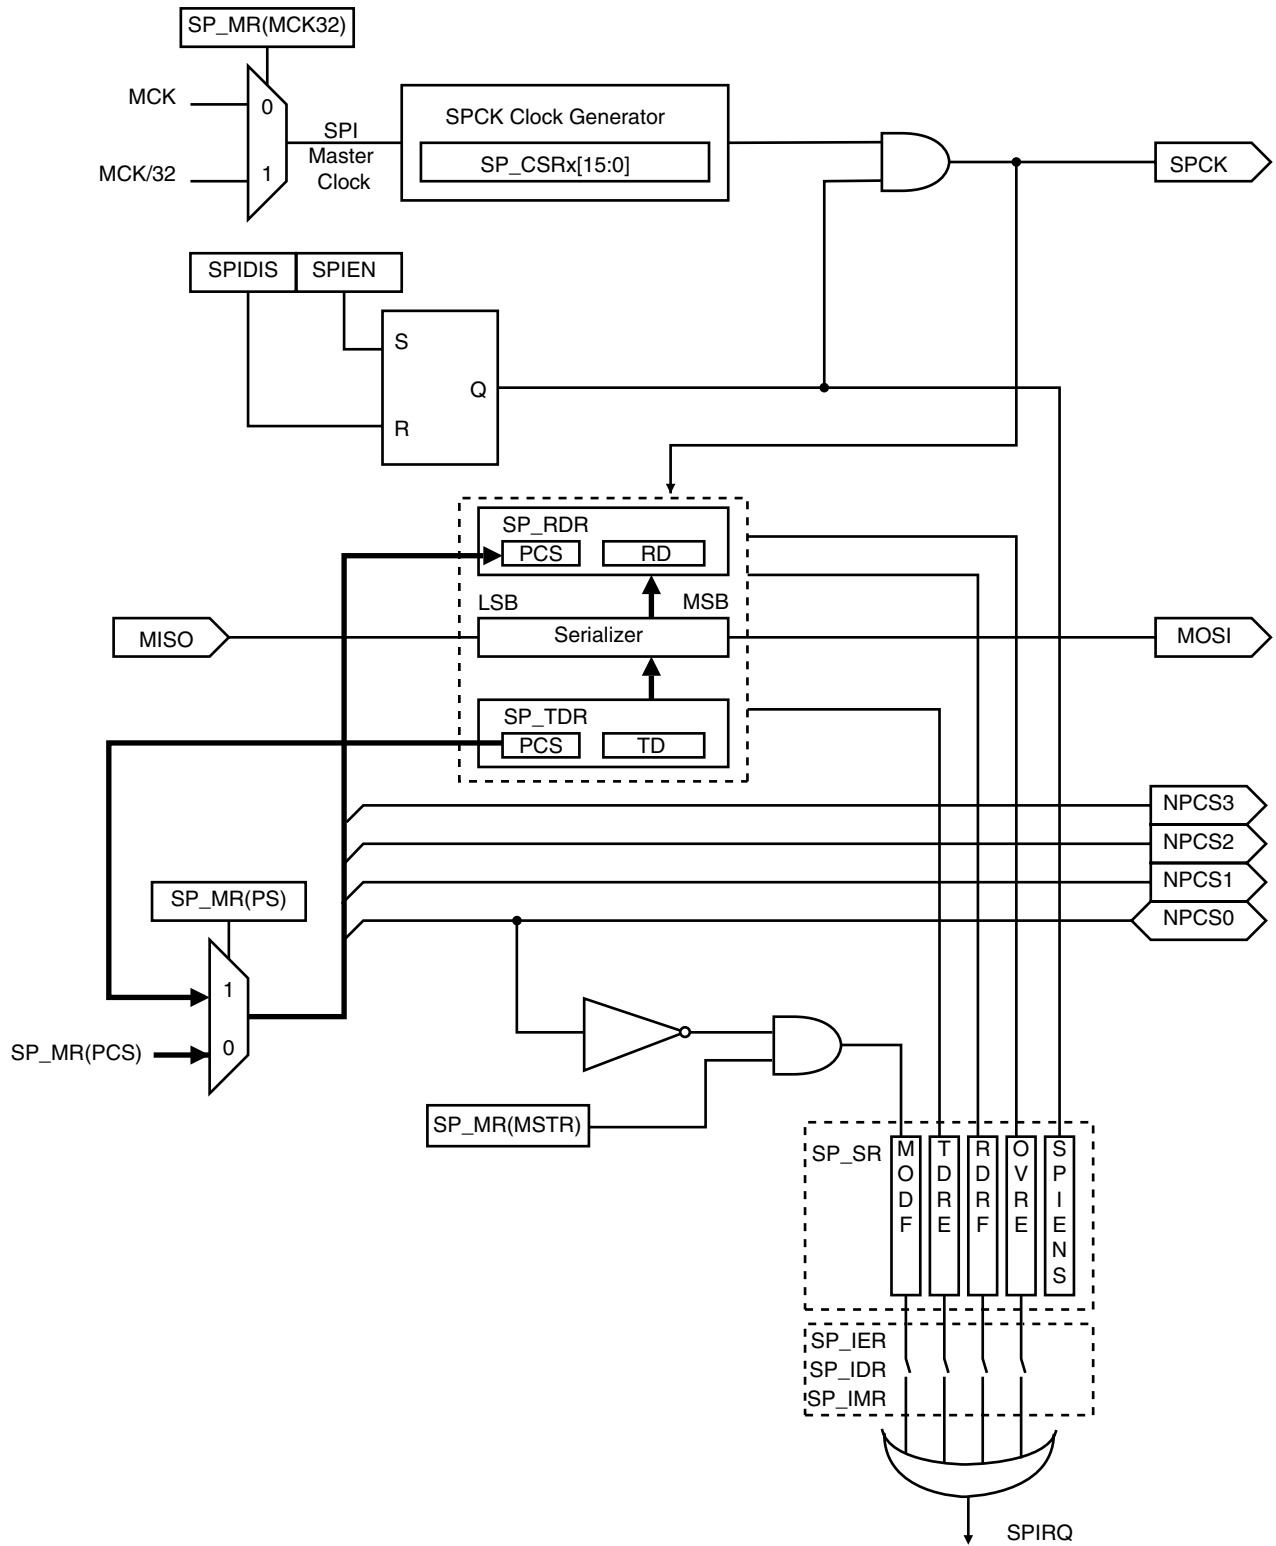 SP_MR(MCK32)
MCK
0
SPI
Master
Clock
MCK/32
1
SPCK Clock Generator
SP_CSRx[15:0]
SPCK
SPIDIS
SPIEN
S
Q
R
SP_RDR
PCS
RD
LSB
MSB
MISO
Serializer
MOSI
SP_TDR
PCS
TD
NPCS3
NPCS2
NPCS1
NPCS0
SP_MR(PS)
1
0
SP_MR(PCS)
SP_MR(MSTR)
SP_SR
MODF
TDRE
RDRF
OVRE
SPIENS
SP_IER
SP_IDR
SP_IMR
SPIRQ